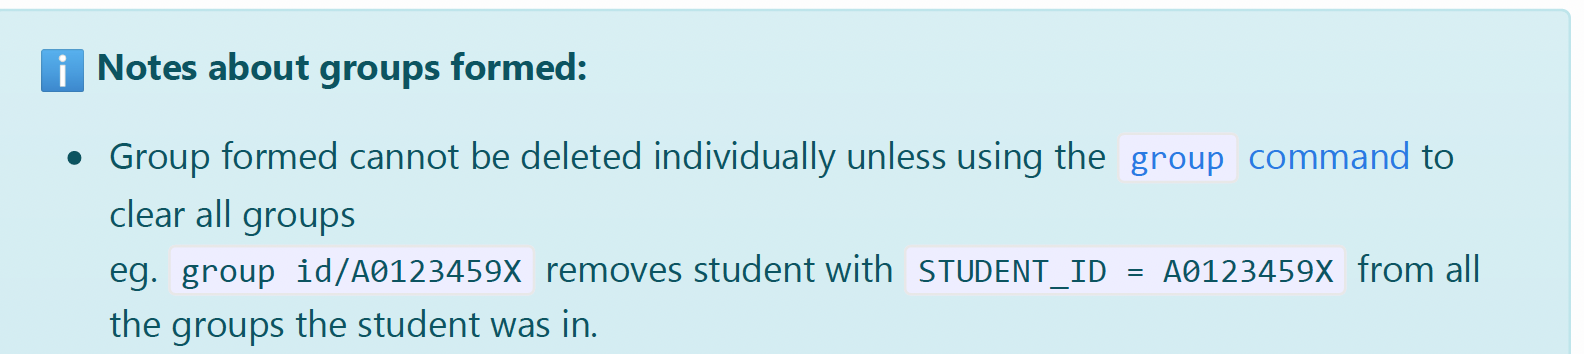 Notes about groups formed:
Group formed cannot be deleted individually unless using the group command to
clear all groups
eg. group id/A0123459X removes student with STUDENT_ID = A0123459X from all
the groups the student was in.